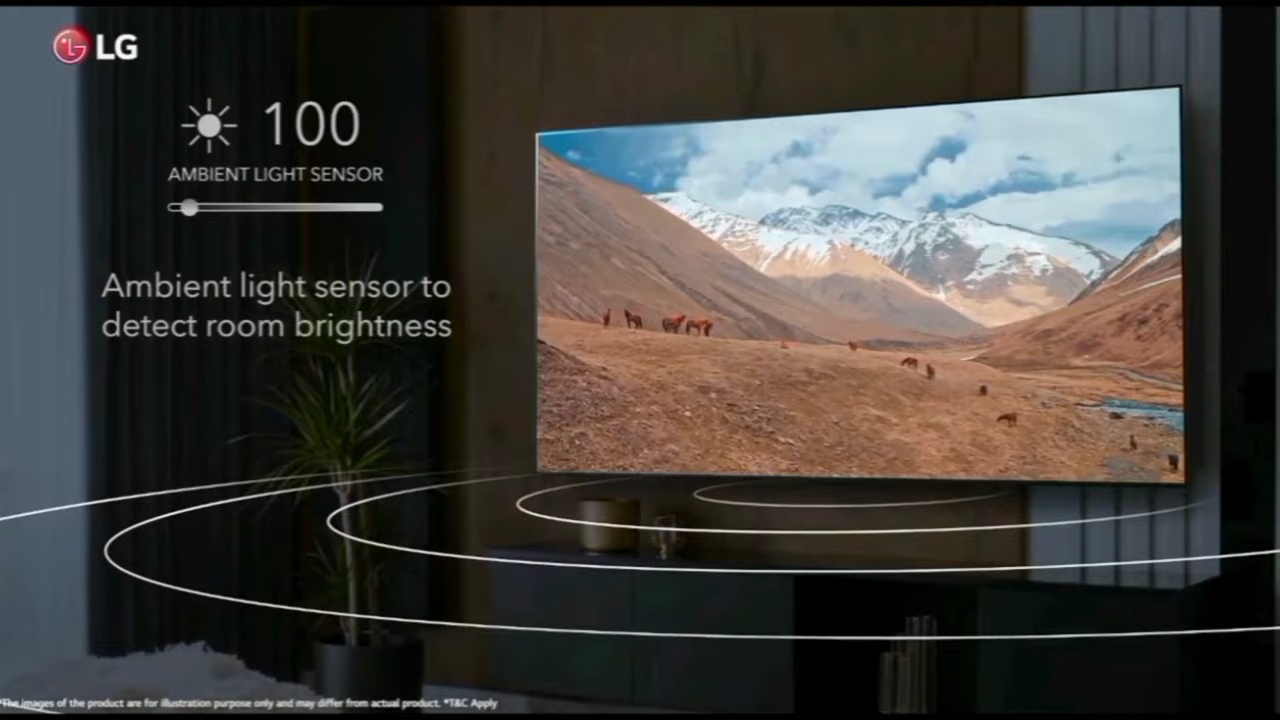 LG
100
AMBIENT LIGHT SENSOR
Ambient light sensor to
detect room brightness
*The images of the product are for illustration purpose only and may differ from actual product. *T&C Apply